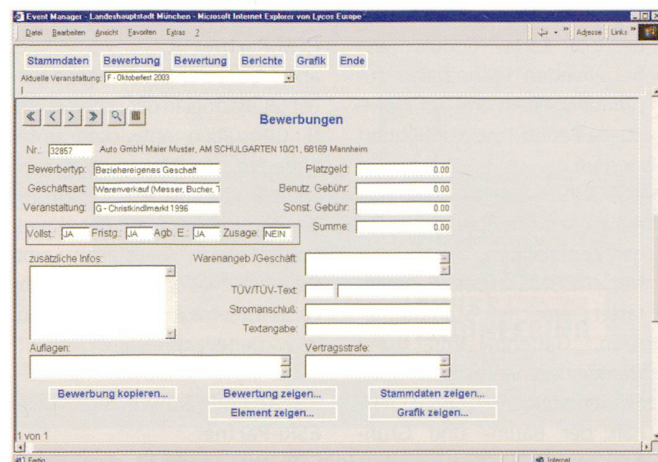 Event Manager - Landeshauptstadt München - Microsoft Internet Explorer von Lycos Europe
Datei Bearbeiten Ansicht Favoriten Extras ?
Adresse Links
Stammdaten Bewerbung Bewertung Berichte Grafik Ende
Aktuelle Veranstaltung: F - Oktoberfest 2003
Bewerbungen
Nr.: 32857 Auto GmbH Maier Muster, AM SCHULGARTEN 10/21, 68169 Mannheim
Bewerbertyp: Beziehereigenes Geschäft Platzgeld: 0.00
Geschäftsart: Warenverkauf (Messer, Bucher, T Benutz. Gebühr: 0.00
Veranstaltung: G - Christkindlmarkt 1996 Sonst. Gebühr: 0.00
Vollst.: JA Fristg.: JA Agb. E.: JA Zusage: NEIN Summe: 0.00
zusätzliche Infos: Warenangeb./Geschäft:
TÜV/TÜV-Text:
Stromanschluß:
Textangabe:
Auflagen: Vertragsstrafe:
Bewerbung kopieren... Bewertung zeigen... Stammdaten zeigen...
Element zeigen... Grafik zeigen...
1 von 1
Fertig Internet